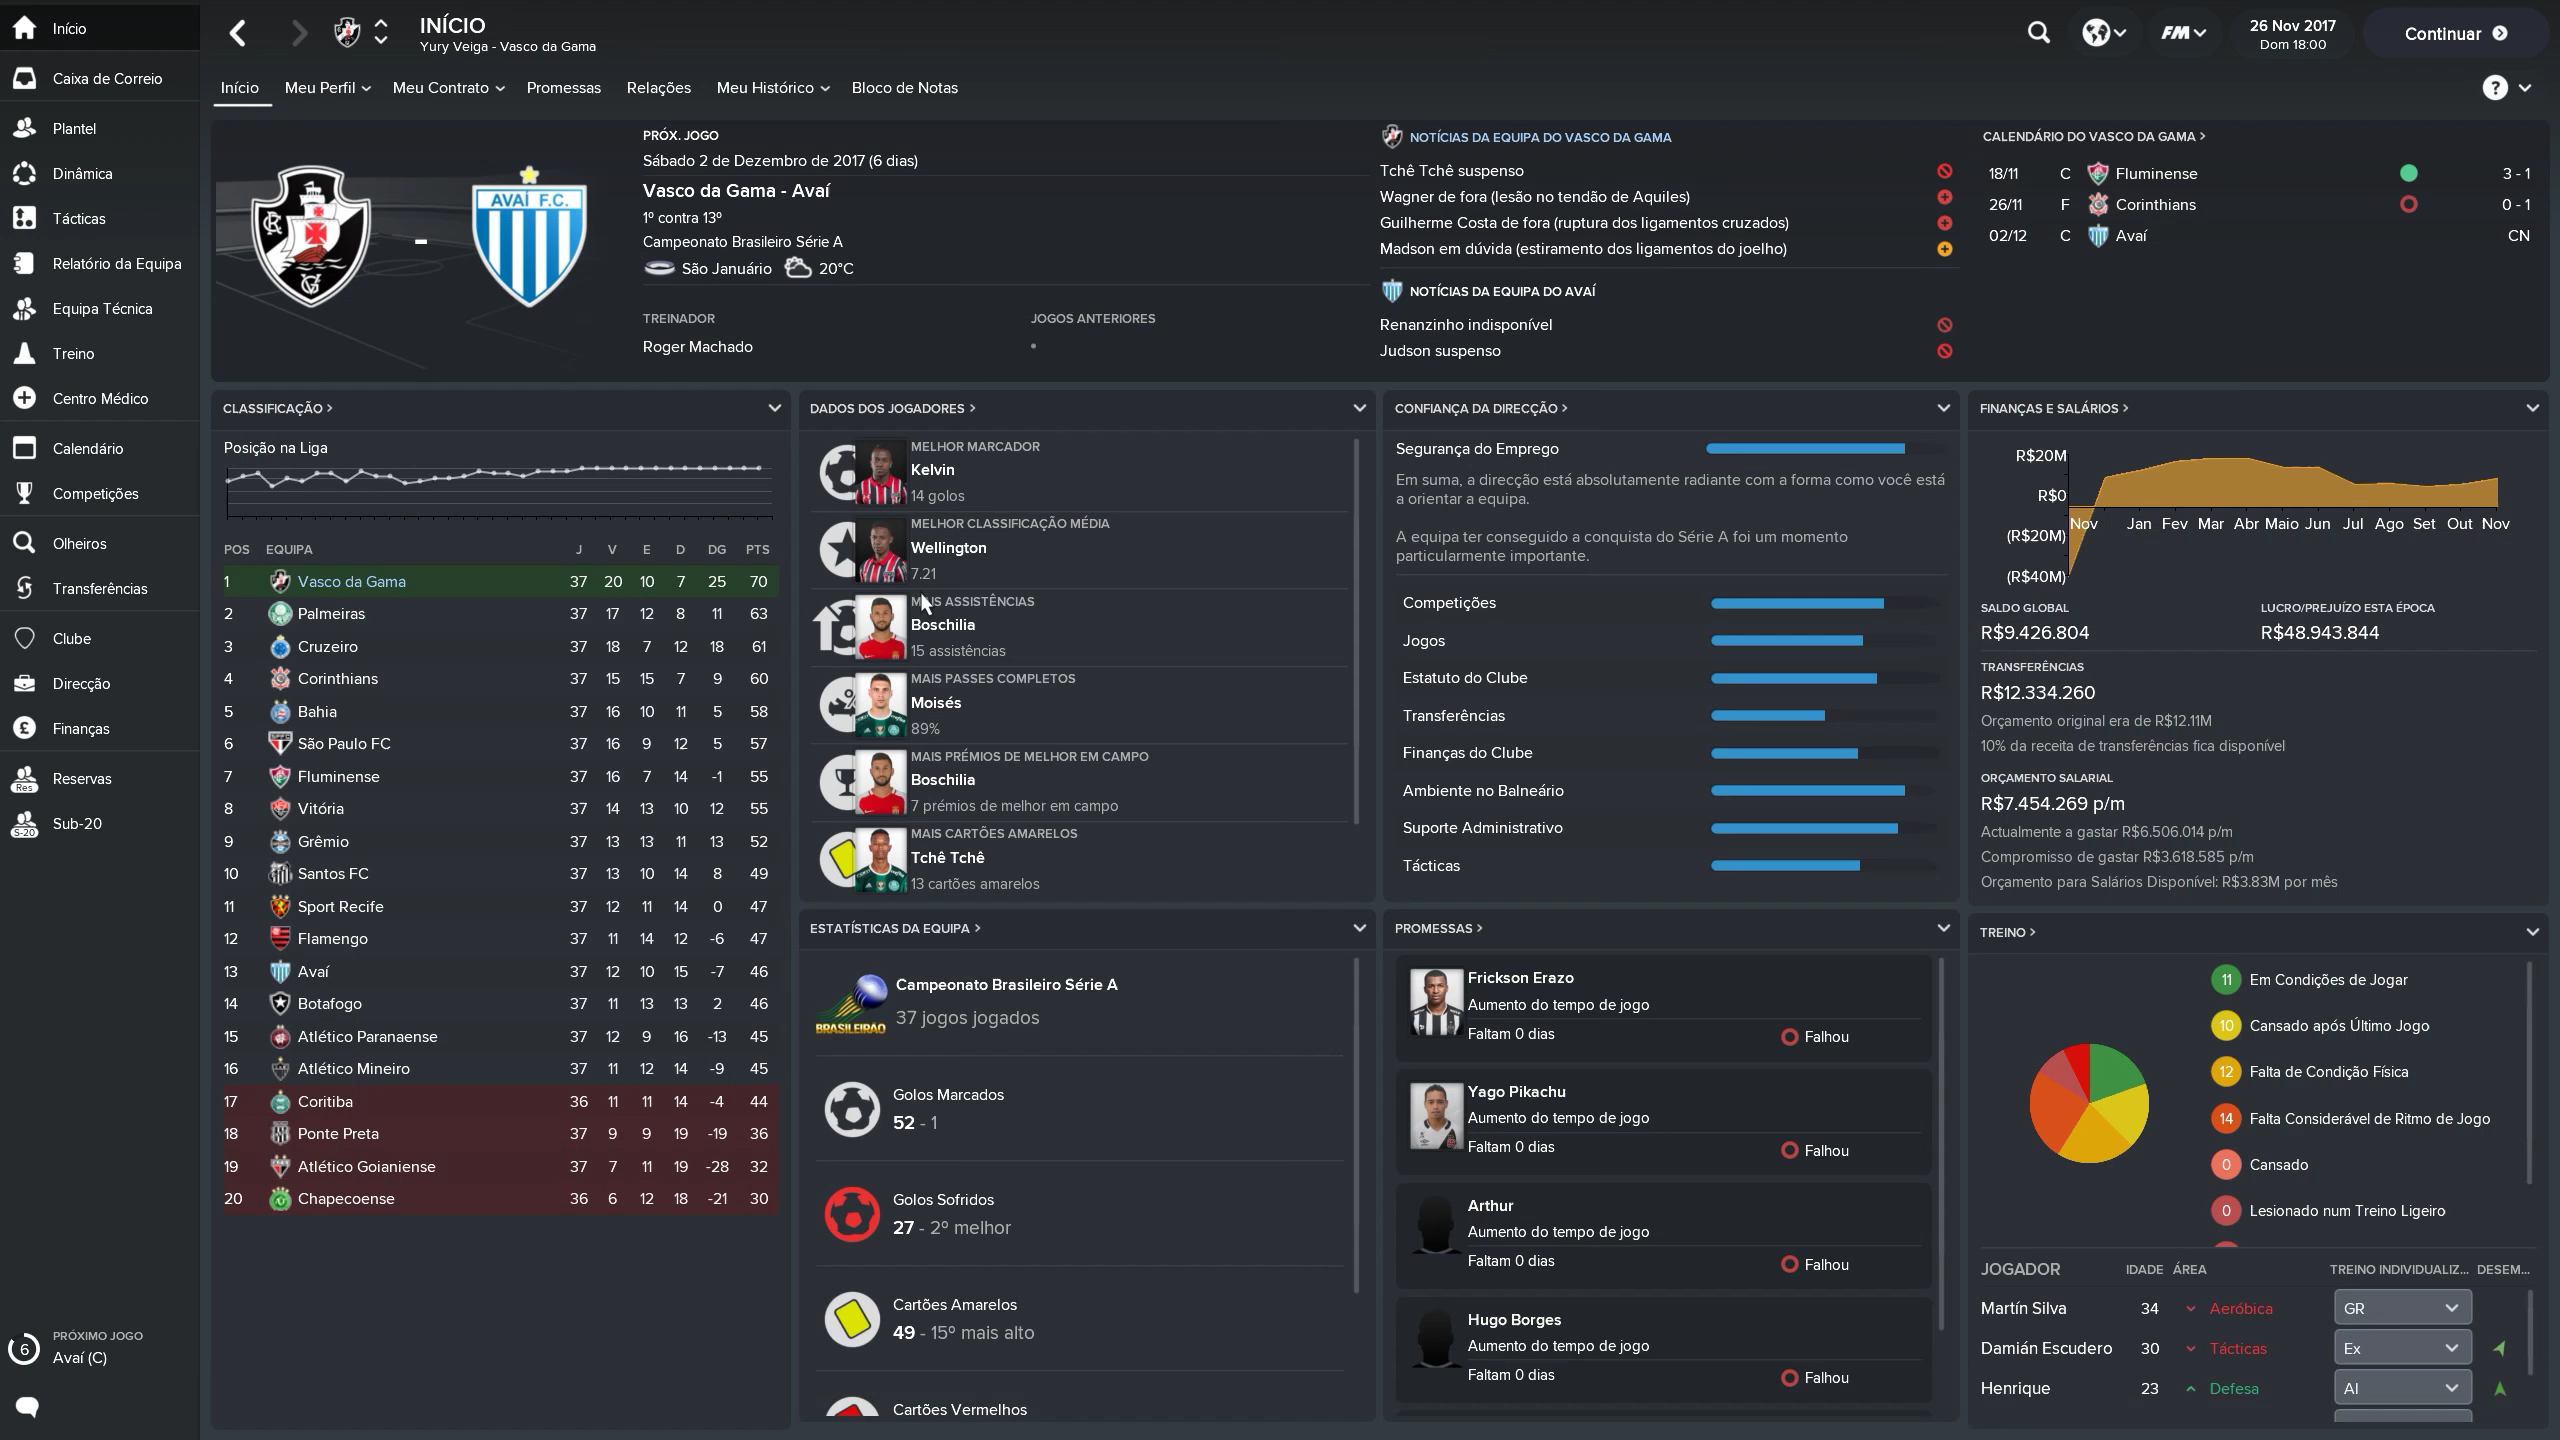 Início
Caixa de Correio
Plantel
Dinâmica
Tácticas
Relatório da Equipa
Equipa Técnica
Treino
Centro Médico
Calendário
Competições
Olheiros
Transferências
Clube
Direcção
Finanças
Res
Reservas
S-20
Sub-20
6
PRÓXIMO JOGO
Avaí (C)
INÍCIO
Yury Veiga - Vasco da Gama
FM
26 Nov 2017
Dom 18:00
Continuar
Início
Meu Perfil
Meu Contrato
Promessas
Relações
Meu Histórico
Bloco de Notas
?
AVAÍ F.C.
-
PRÓX. JOGO
Sábado 2 de Dezembro de 2017 (6 dias)
Vasco da Gama - Avaí
1º contra 13º
Campeonato Brasileiro Série A
São Januário 20°C
TREINADOR
Roger Machado
JOGOS ANTERIORES
NOTÍCIAS DA EQUIPA DO VASCO DA GAMA
Tchê Tchê suspenso
Wagner de fora (lesão no tendão de Aquiles)
Guilherme Costa de fora (ruptura dos ligamentos cruzados)
Madson em dúvida (estiramento dos ligamentos do joelho)
NOTÍCIAS DA EQUIPA DO AVAÍ
Renanzinho indisponível
Judson suspenso
CALENDÁRIO DO VASCO DA GAMA >
18/11 C Fluminense 3 - 1
26/11 F Corinthians 0 - 1
02/12 C Avaí CN
CLASSIFICAÇÃO >
Posição na Liga
POS EQUIPA J V E D DG PTS
1 Vasco da Gama 37 20 10 7 25 70
2 Palmeiras 37 17 12 8 11 63
3 Cruzeiro 37 18 7 12 18 61
4 Corinthians 37 15 15 7 9 60
5 Bahia 37 16 10 11 5 58
6 São Paulo FC 37 16 9 12 5 57
7 Fluminense 37 16 7 14 -1 55
8 Vitória 37 14 13 10 12 55
9 Grêmio 37 13 13 11 13 52
10 Santos FC 37 13 10 14 8 49
11 Sport Recife 37 12 11 14 0 47
12 Flamengo 37 11 14 12 -6 47
13 Avaí 37 12 10 15 -7 46
14 Botafogo 37 11 13 13 2 46
15 Atlético Paranaense 37 12 9 16 -13 45
16 Atlético Mineiro 37 11 12 14 -9 45
17 Coritiba 36 11 11 14 -4 44
18 Ponte Preta 37 9 9 19 -19 36
19 Atlético Goianiense 37 7 11 19 -28 32
20 Chapecoense 36 6 12 18 -21 30
DADOS DOS JOGADORES >
MELHOR MARCADOR
Kelvin
14 golos
MELHOR CLASSIFICAÇÃO MÉDIA
Wellington
7.21
MAIS ASSISTÊNCIAS
Boschilia
15 assistências
MAIS PASSES COMPLETOS
Moisés
89%
MAIS PRÉMIOS DE MELHOR EM CAMPO
Boschilia
7 prémios de melhor em campo
MAIS CARTÕES AMARELOS
Tchê Tchê
13 cartões amarelos
ESTATÍSTICAS DA EQUIPA >
BRASILEIRÃO
Campeonato Brasileiro Série A
37 jogos jogados
Golos Marcados
52 - 1
Golos Sofridos
27 - 2º melhor
Cartões Amarelos
49 - 15º mais alto
Cartões Vermelhos
CONFIANÇA DA DIRECÇÃO >
Segurança do Emprego
Em suma, a direcção está absolutamente radiante com a forma como você está
a orientar a equipa.
A equipa ter conseguido a conquista do Série A foi um momento
particularmente importante.
Competições
Jogos
Estatuto do Clube
Transferências
Finanças do Clube
Ambiente no Balneário
Suporte Administrativo
Tácticas
PROMESSAS >
Frickson Erazo
Aumento do tempo de jogo
Faltam 0 dias Falhou
Yago Pikachu
Aumento do tempo de jogo
Faltam 0 dias Falhou
Arthur
Aumento do tempo de jogo
Faltam 0 dias Falhou
Hugo Borges
Aumento do tempo de jogo
Faltam 0 dias Falhou
FINANÇAS E SALÁRIOS >
R$20M
R$0
(R$20M)
(R$40M)
Nov Jan Fev Mar Abr Maio Jun Jul Ago Set Out Nov
SALDO GLOBAL
R$9.426.804
LUCRO/PREJUÍZO ESTA ÉPOCA
R$48.943.844
TRANSFERÊNCIAS
R$12.334.260
Orçamento original era de R$12.11M
10% da receita de transferências fica disponível
ORÇAMENTO SALARIAL
R$7.454.269 p/m
Actualmente a gastar R$6.506.014 p/m
Compromisso de gastar R$3.618.585 p/m
Orçamento para Salários Disponível: R$3.83M por mês
TREINO >
11 Em Condições de Jogar
10 Cansado após Último Jogo
12 Falta de Condição Física
14 Falta Considerável de Ritmo de Jogo
0 Cansado
0 Lesionado num Treino Ligeiro
JOGADOR IDADE ÁREA TREINO INDIVIDUALIZ... DESEM...
Martín Silva 34 Aeróbica GR
Damián Escudero 30 Tácticas Ex
Henrique 23 Defesa Al